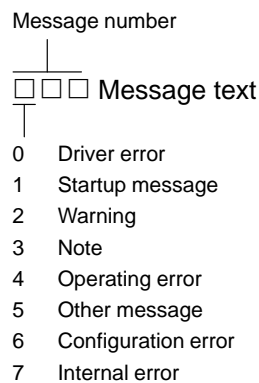 Message number
□□□ Message text
0 Driver error
1 Startup message
2 Warning
3 Note
4 Operating error
5 Other message
6 Configuration error
7 Internal error